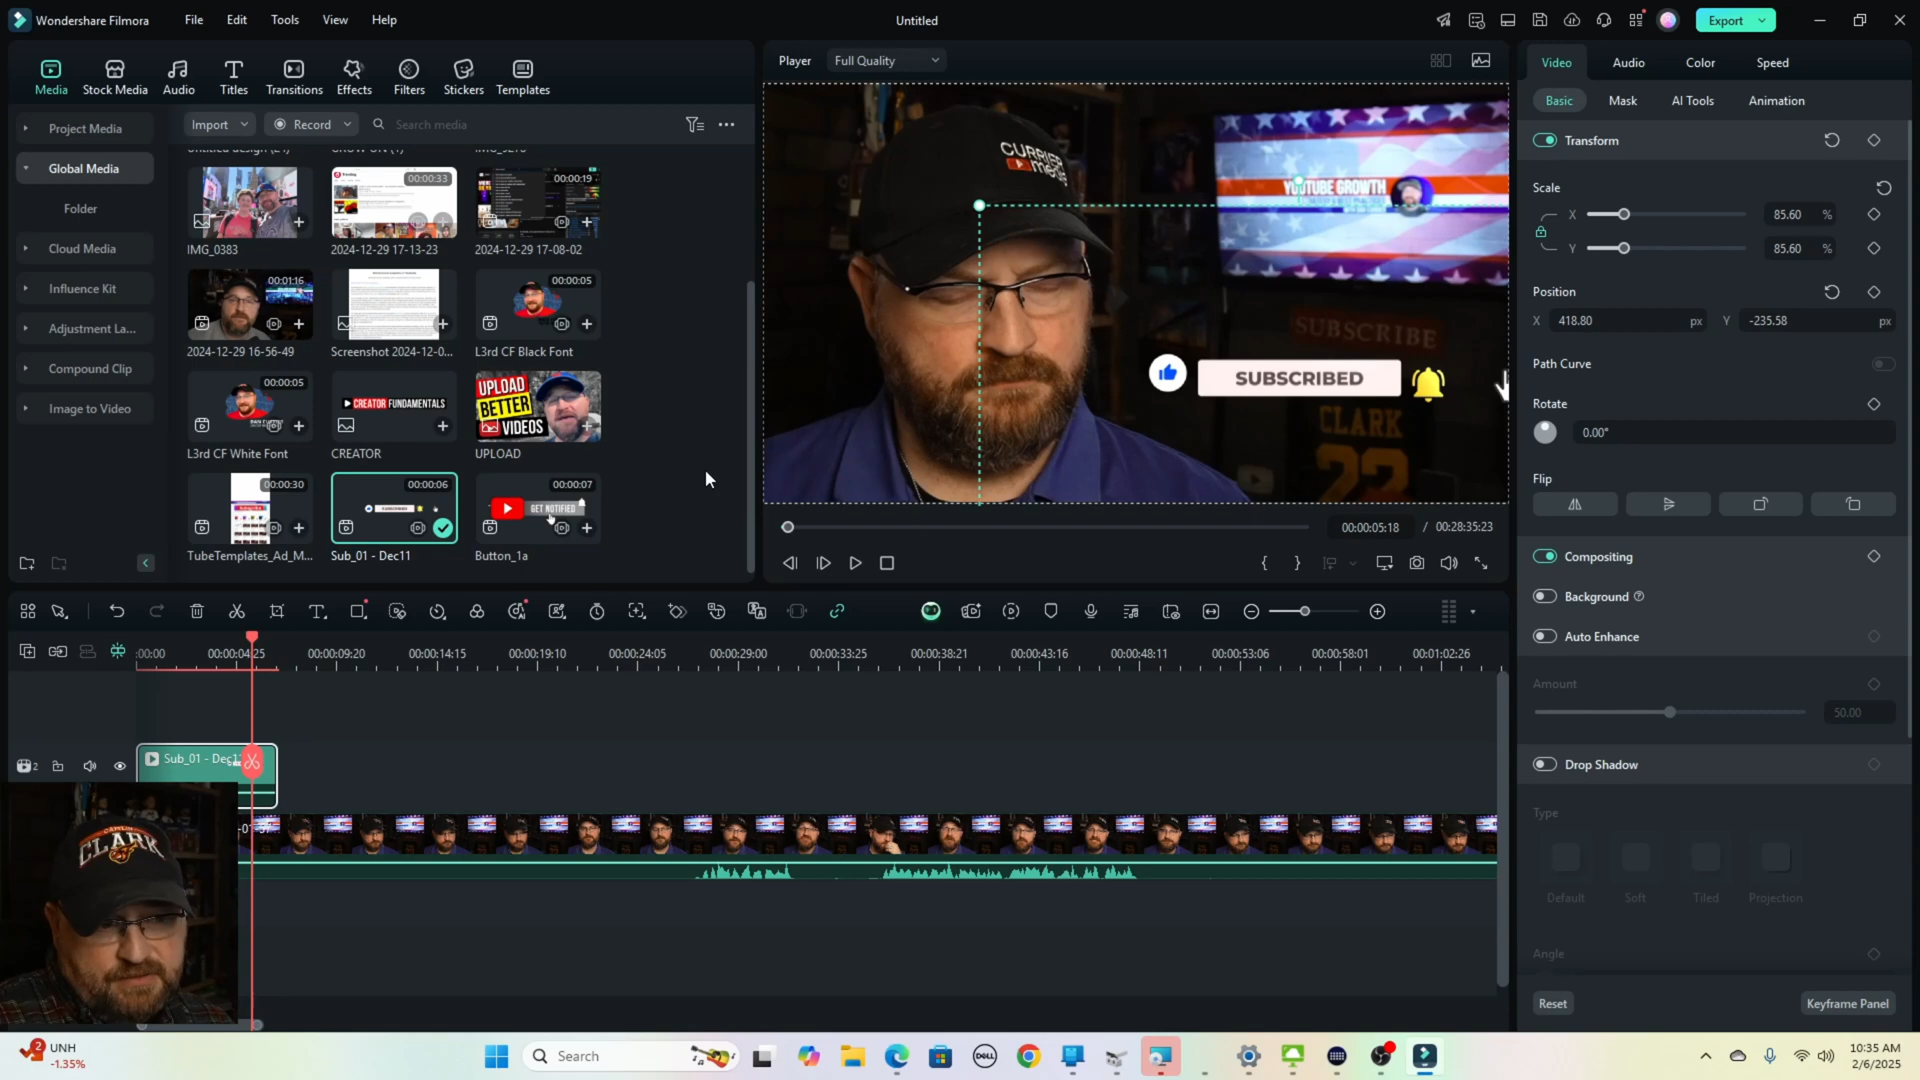 Wondershare Filmora
File
Edit
Tools
View
Help
Untitled
Export
Media
Stock Media
Audio
Titles
Transitions
Effects
Filters
Stickers
Templates
Player
Full Quality
Video
Audio
Color
Speed
Basic
Mask
AI Tools
Animation
Project Media
Global Media
Folder
Cloud Media
Influence Kit
Adjustment La...
Compound Clip
Image to Video
Import
Record
Search media
IMG_0383
00:00:33
2024-12-29 17-13-23
00:00:19
2024-12-29 17-08-02
00:01:16
2024-12-29 16-56-49
Screenshot 2024-12-0...
00:00:05
L3rd CF Black Font
00:00:05
L3rd CF White Font
CREATOR FUNDAMENTALS
CREATOR
UPLOAD
BETTER
VIDEOS
UPLOAD
00:00:30
TubeTemplates_Ad_M...
00:00:06
Sub_01 - Dec11
00:00:07
GET NOTIFIED
Button_1a
CURRIER
media
YOUTUBE GROWTH
SUBSCRIBE
SUBSCRIBED
CLARK
22
00:00:05:18 / 00:28:35:23
Transform
Scale
X 85.60 %
Y 85.60 %
Position
X 418.80 px Y -235.58 px
Path Curve
Rotate
0.00°
Flip
Compositing
Background
Auto Enhance
Amount
50.00
Drop Shadow
Type
Default
Soft
Tiled
Projection
Angle
Reset
Keyframe Panel
:00:00
00:00:04:25
00:00:09:20
00:00:14:15
00:00:19:10
00:00:24:05
00:00:29:00
00:00:33:25
00:00:38:21
00:00:43:16
00:00:48:11
00:00:53:06
00:00:58:01
00:01:02:26
2
Sub_01 - Dec1
CLARK
2
UNH
-1.35%
Search
DELL
10:35 AM
2/6/2025